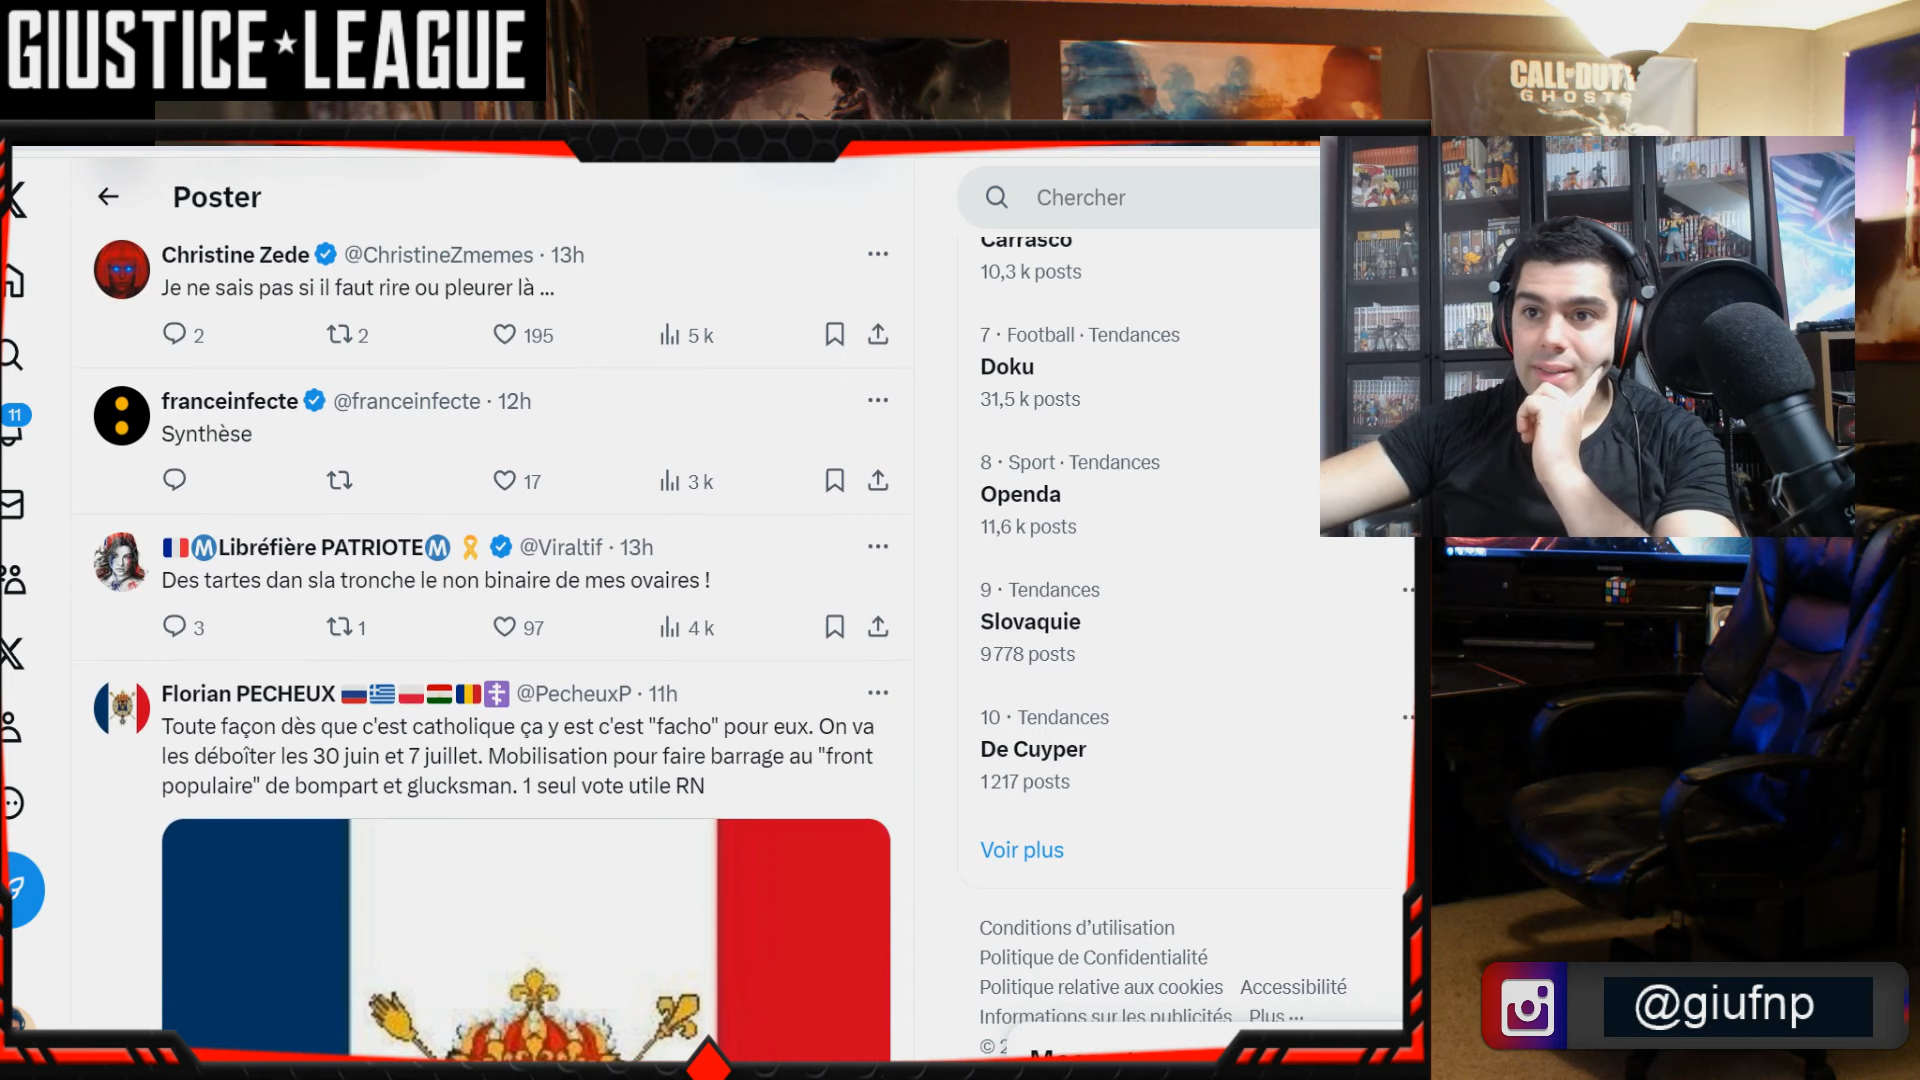 GIUSTICE★LEAGUE
CALL OF DUTY
GHOSTS
Poster
Christine Zede @ChristineZmemes · 13h
Je ne sais pas si il faut rire ou pleurer là ...
2 2 195 5 k
franceinfecte @franceinfecte · 12h
Synthèse
17 3 k
11
Libréfière PATRIOTE @Viraltif · 13h
Des tartes dan sla tronche le non binaire de mes ovaires !
3 1 97 4 k
Florian PECHEUX @PecheuxP · 11h
Toute façon dès que c'est catholique ça y est c'est "facho" pour eux. On va
les déboîter les 30 juin et 7 juillet. Mobilisation pour faire barrage au "front
populaire" de bompart et glucksman. 1 seul vote utile RN
Chercher
Carrasco
10,3 k posts
7 · Football · Tendances
Doku
31,5 k posts
8 · Sport · Tendances
Openda
11,6 k posts
9 · Tendances
Slovaquie
9 778 posts
10 · Tendances
De Cuyper
1 217 posts
Voir plus
Conditions d'utilisation
Politique de Confidentialité
Politique relative aux cookies Accessibilité
Informations sur les publicités Plus ...
SAMSUNG
@giufnp